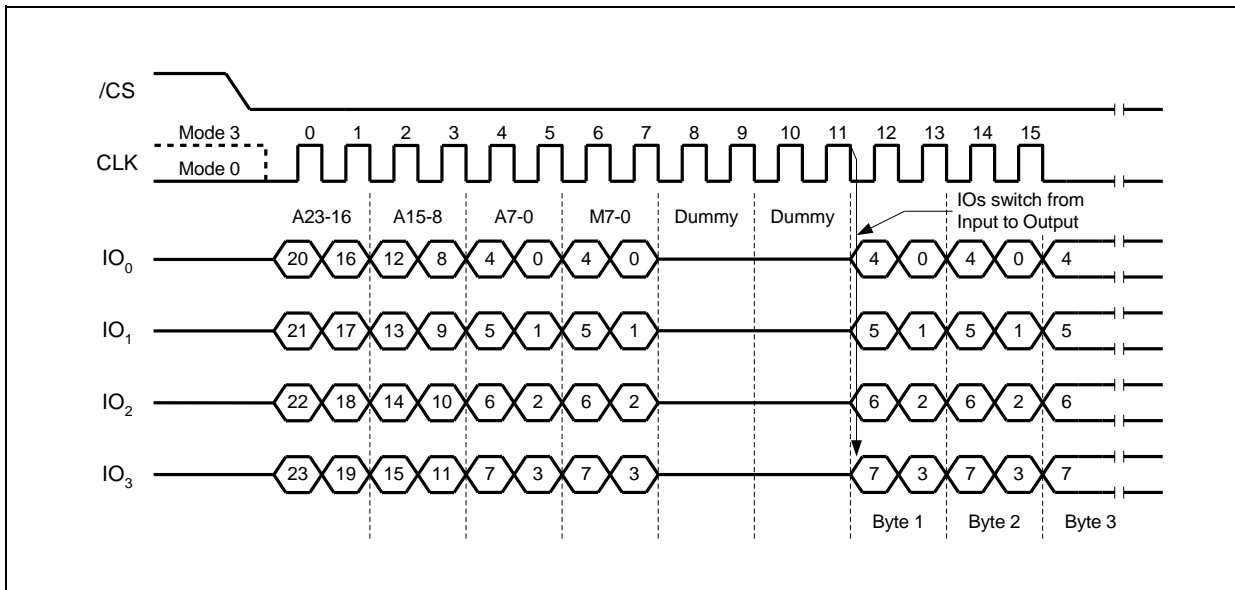 /CS
Mode 3 0 1 2 3 4 5 6 7 8 9 10 11 12 13 14 15
CLK
Mode 0
IOs switch from
Input to Output
A23-16 A15-8 A7-0 M7-0 Dummy Dummy
IO0 20 16 12 8 4 0 4 0 4 0 4 0 4
IO1 21 17 13 9 5 1 5 1 5 1 5 1 5
IO2 22 18 14 10 6 2 6 2 6 2 6 2 6
IO3 23 19 15 11 7 3 7 3 7 3 7 3 7
Byte 1 Byte 2 Byte 3